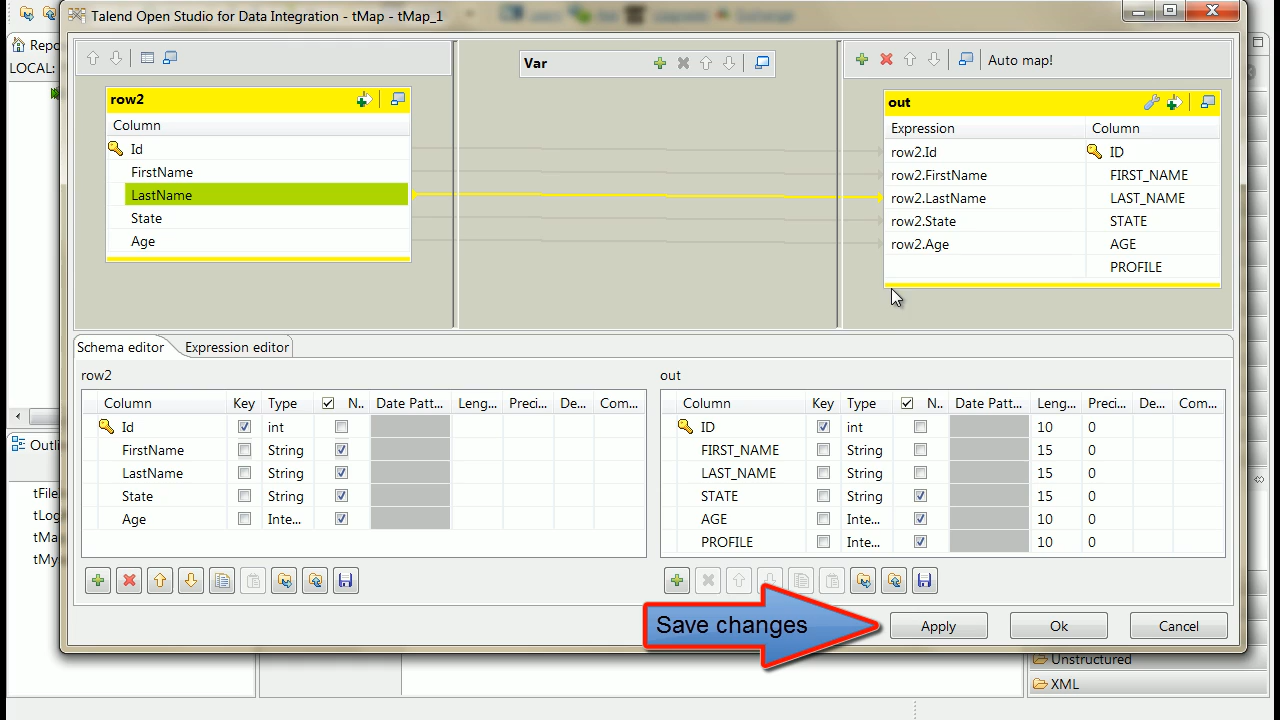 Talend Open Studio for Data Integration - tMap - tMap_1
Repo
LOCAL:
Var
Auto map!
row2
Column
Id
FirstName
LastName
State
Age
out
Expression Column
row2.Id ID
row2.FirstName FIRST_NAME
row2.LastName LAST_NAME
row2.State STATE
row2.Age AGE
PROFILE
Schema editor Expression editor
row2
Column Key Type N.. Date Patt... Leng... Preci... De... Com...
Id int
FirstName String
LastName String
State String
Age Inte...
out
Column Key Type N.. Date Patt... Leng... Preci... De... Com...
ID int 10 0
FIRST_NAME String 15 0
LAST_NAME String 15 0
STATE String 15 0
AGE Inte... 10 0
PROFILE Inte... 10 0
Outli
tFile
tLog
tMa
tMy
Save changes
Apply Ok Cancel
Unstructured
XML